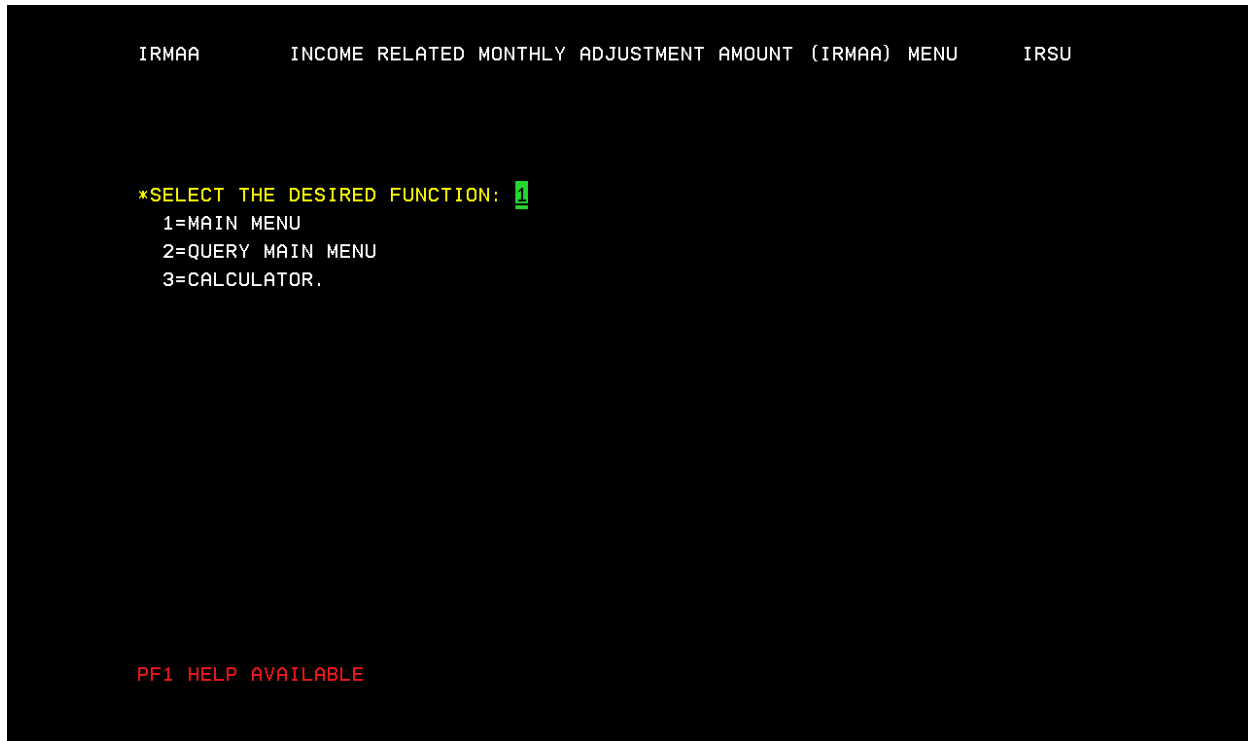 IRMAA INCOME RELATED MONTHLY ADJUSTMENT AMOUNT (IRMAA) MENU IRSU
*SELECT THE DESIRED FUNCTION: 1
1=MAIN MENU
2=QUERY MAIN MENU
3=CALCULATOR.
PF1 HELP AVAILABLE